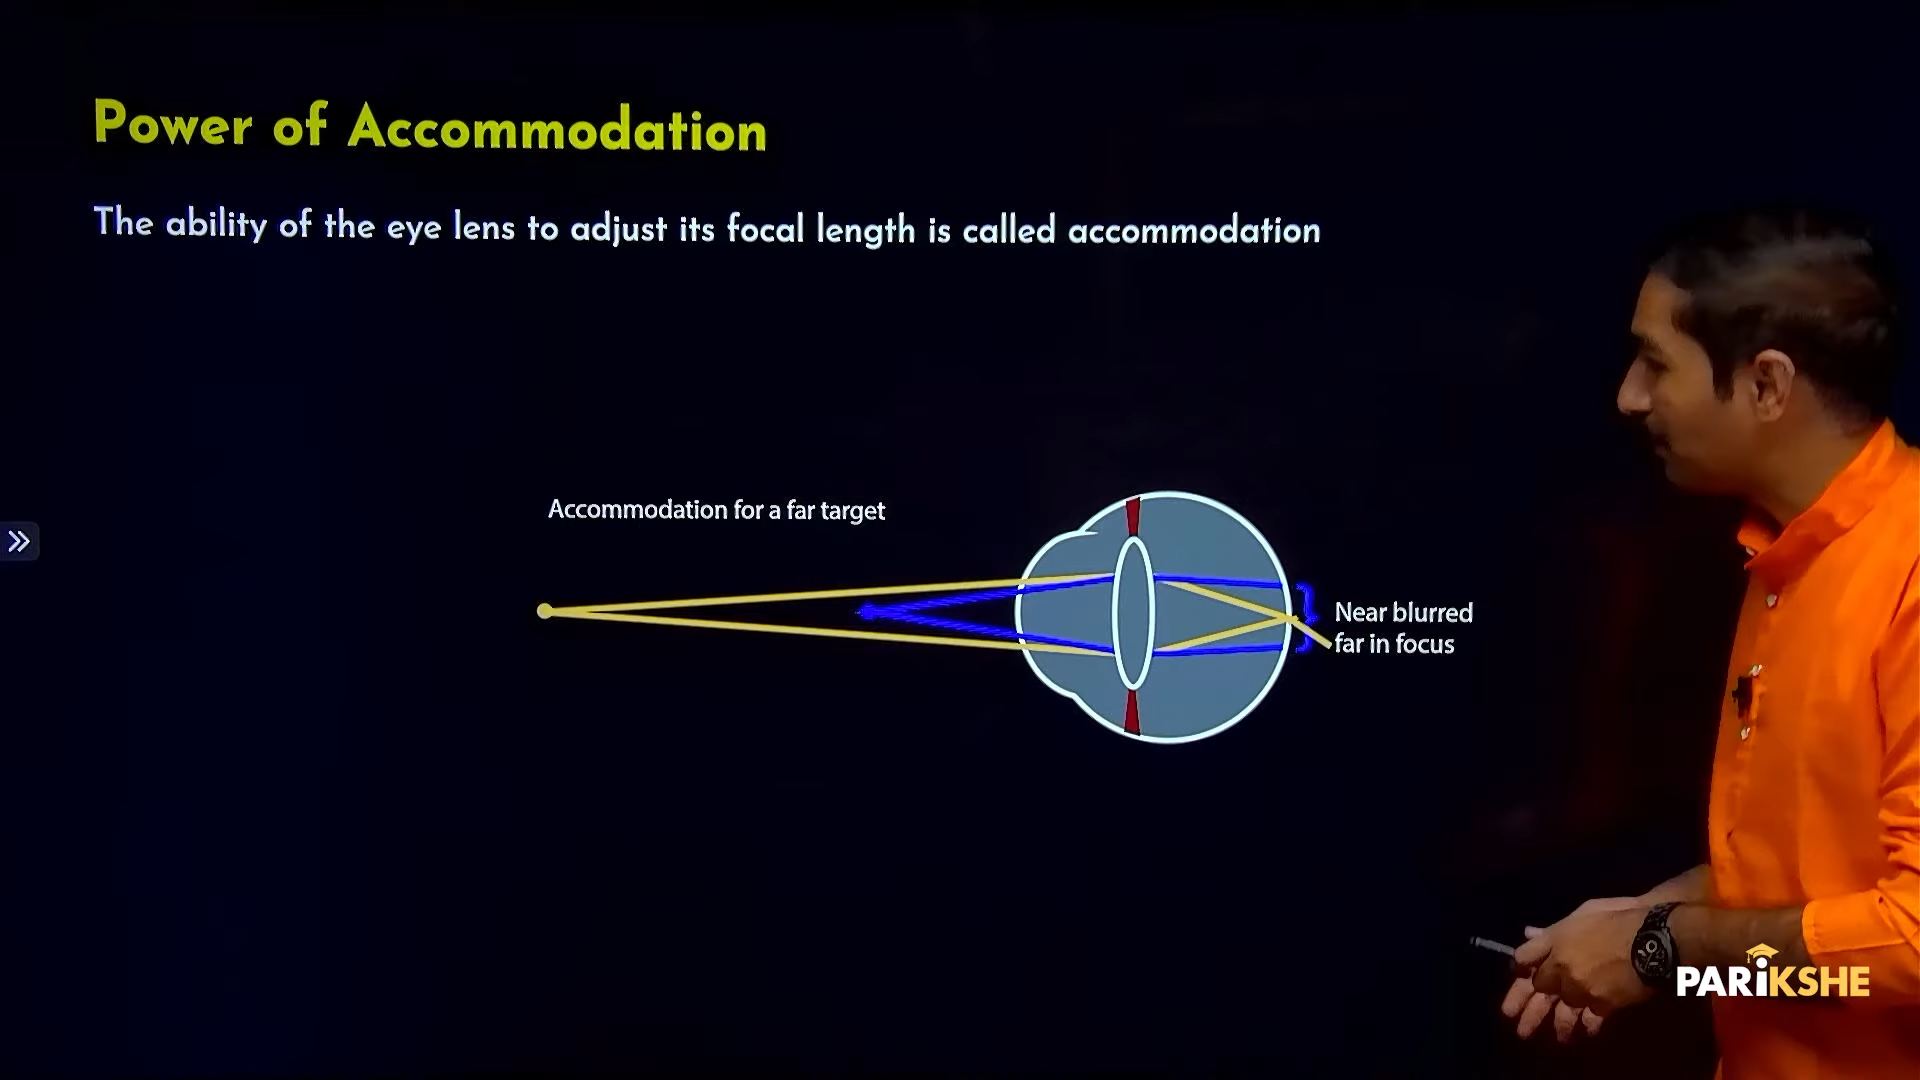 Power of Accommodation
The ability of the eye lens to adjust its focal length is called accommodation
Accommodation for a far target
Near blurred
far in focus
PARiKSHE